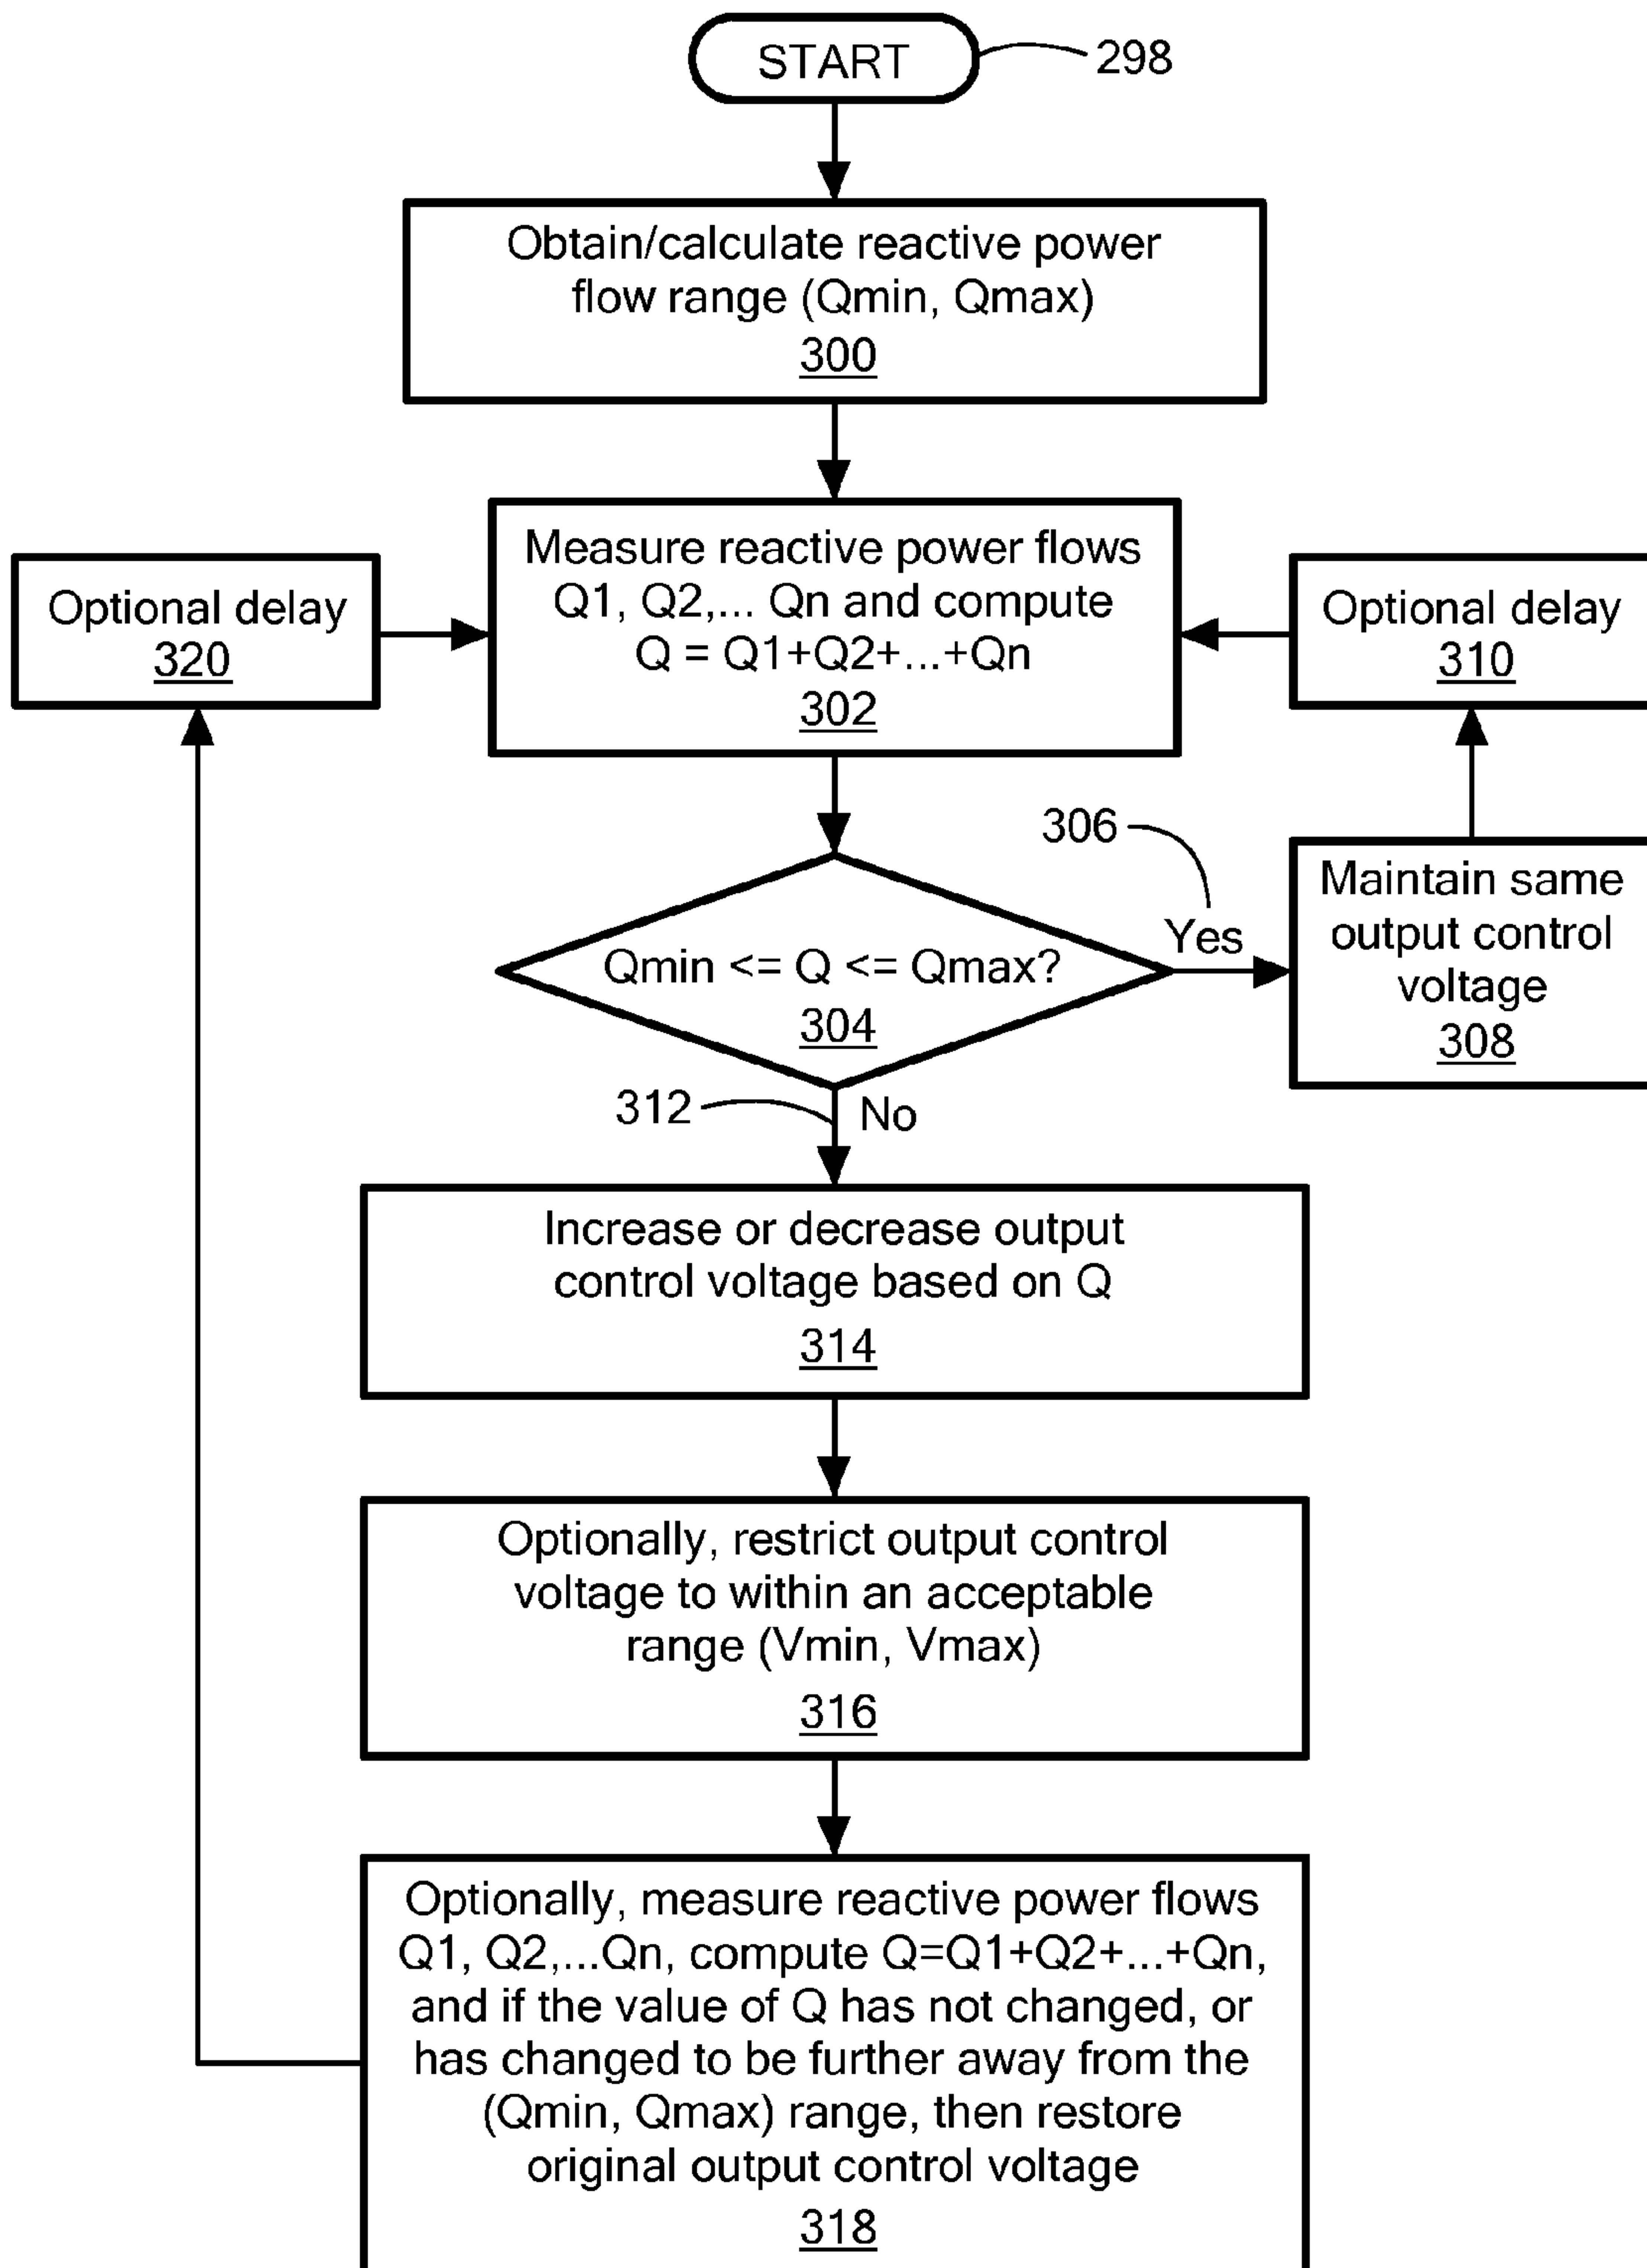 START
298
Obtain/calculate reactive power
flow range (Qmin, Qmax)
300
Measure reactive power flows
Q1, Q2,... Qn and compute
Q = Q1+Q2+...+Qn
302
Optional delay
320
Optional delay
310
306
Yes
Maintain same
output control
voltage
308
Qmin <= Q <= Qmax?
304
312
No
Increase or decrease output
control voltage based on Q
314
Optionally, restrict output control
voltage to within an acceptable
range (Vmin, Vmax)
316
Optionally, measure reactive power flows
Q1, Q2,...Qn, compute Q=Q1+Q2+...+Qn,
and if the value of Q has not changed, or
has changed to be further away from the
(Qmin, Qmax) range, then restore
original output control voltage
318